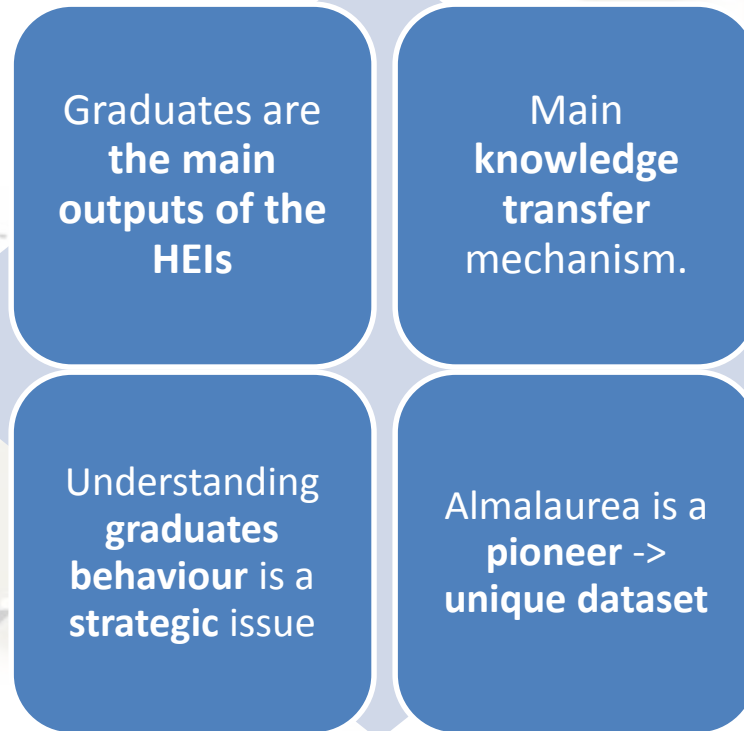 Graduates are
the main
outputs of the
HEIs
Main
knowledge
transfer
mechanism.
Understanding
graduates
behaviour is a
strategic issue
Almalaurea is a
pioneer ->
unique dataset